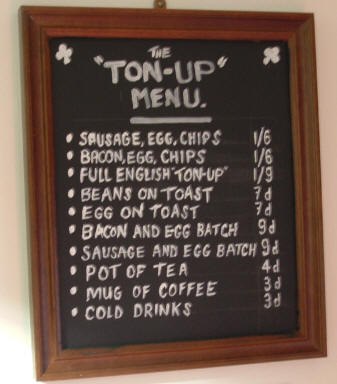 THE
"TON-UP"
MENU.
• SAUSAGE, EGG, CHIPS 1/6
• BACON, EGG, CHIPS 1/6
• FULL ENGLISH "TON-UP" 1/9
• BEANS ON TOAST 7d
• EGG ON TOAST 7d
• BACON AND EGG BATCH 9d
• SAUSAGE AND EGG BATCH 9d
• POT OF TEA 4d
• MUG OF COFFEE 3d
• COLD DRINKS 3d